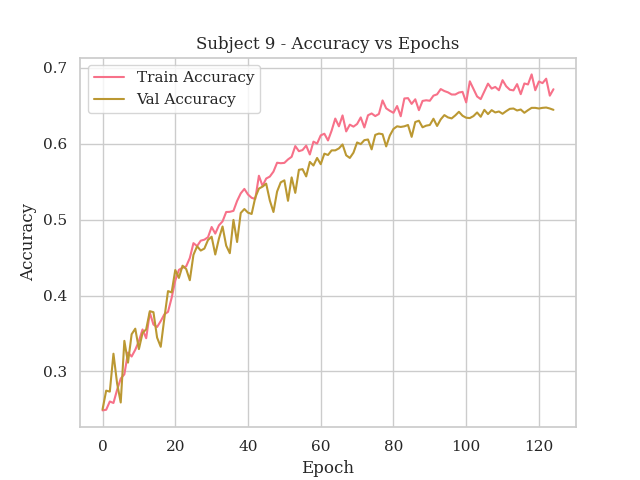 Subject 9 - Accuracy vs Epochs
Train Accuracy
Val Accuracy
0.7
0.6
0.5
0.4
0.3
Accuracy
0 20 40 60 80 100 120
Epoch